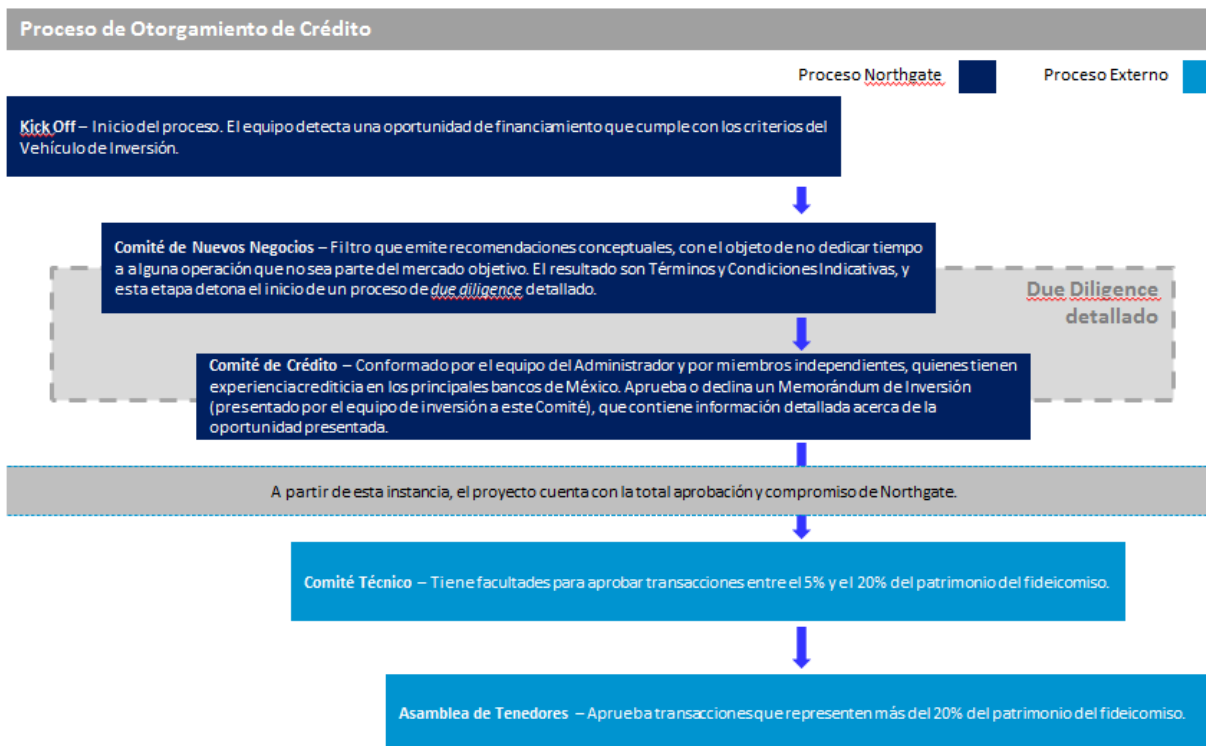 Proceso de Otorgamiento de Crédito
Proceso Northgate
Proceso Externo
Kick Off – Inicio del proceso. El equipo detecta una oportunidad de financiamiento que cumple con los criterios del
Vehículo de Inversión.
Comité de Nuevos Negocios – Filtro que emite recomendaciones conceptuales, con el objeto de no dedicar tiempo
a alguna operación que no sea parte del mercado objetivo. El resultado son Términos y Condiciones Indicativas, y
esta etapa detona el inicio de un proceso de due diligence detallado.
Due Diligence
detallado
Comité de Crédito – Conformado por el equipo del Administrador y por miembros independientes, quienes tienen
experiencia crediticia en los principales bancos de México. Aprueba o declina un Memorándum de Inversión
(presentado por el equipo de inversión a este Comité), que contiene información detallada acerca de la
oportunidad presentada.
A partir de esta instancia, el proyecto cuenta con la total aprobación y compromiso de Northgate.
Comité Técnico – Tiene facultades para aprobar transacciones entre el 5% y el 20% del patrimonio del fideicomiso.
Asamblea de Tenedores – Aprueba transacciones que representen más del 20% del patrimonio del fideicomiso.